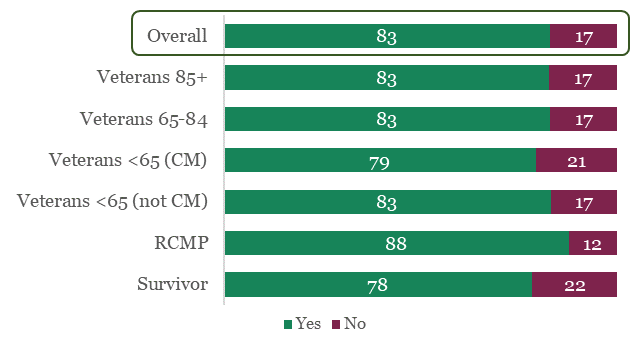 Overall 83 17
Veterans 85+ 83 17
Veterans 65-84 83 17
Veterans <65 (CM) 79 21
Veterans <65 (not CM) 83 17
RCMP 88 12
Survivor 78 22
Yes No